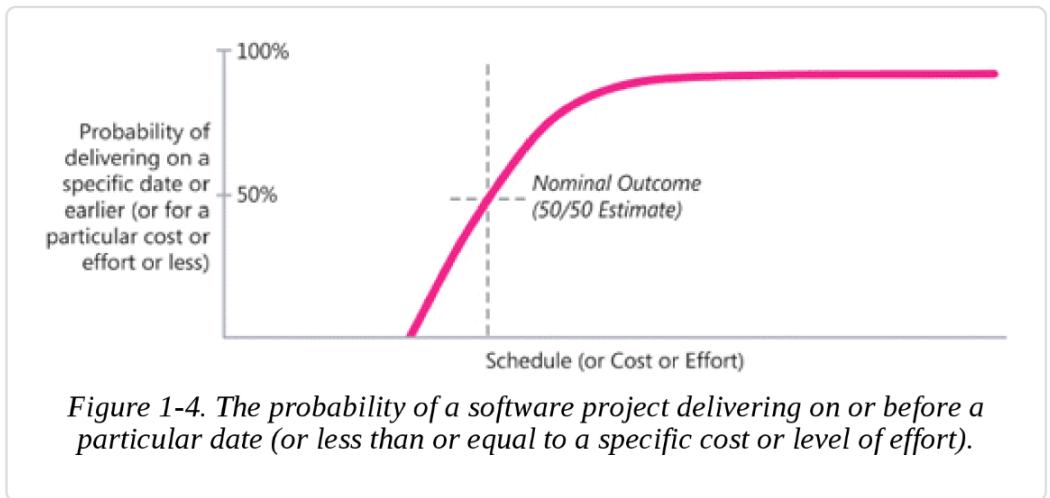 100%
Probability of
delivering on a
specific date or
earlier (or for a
particular cost or
effort or less)
50%
Nominal Outcome
(50/50 Estimate)
Schedule (or Cost or Effort)
Figure 1-4. The probability of a software project delivering on or before a
particular date (or less than or equal to a specific cost or level of effort).